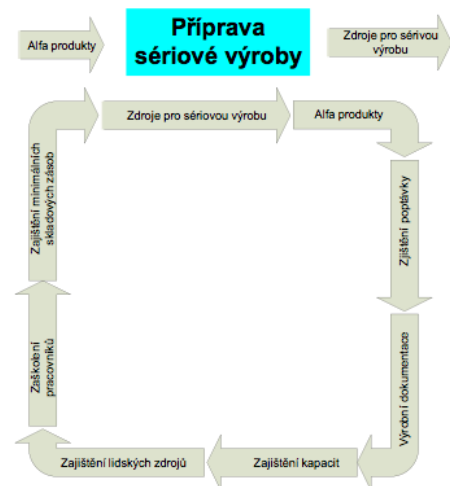 Alfa produkty
Příprava
sériové výroby
Zdroje pro sérivou
výrobu
Zdroje pro sériovou výrobu
Alfa produkty
Zjištění poptávky
Výrobní dokumentace
Zajištění kapacit
Zajištění lidských zdrojů
Zaškolení
pracovníků
Zajištění minimálních
skladových zásob